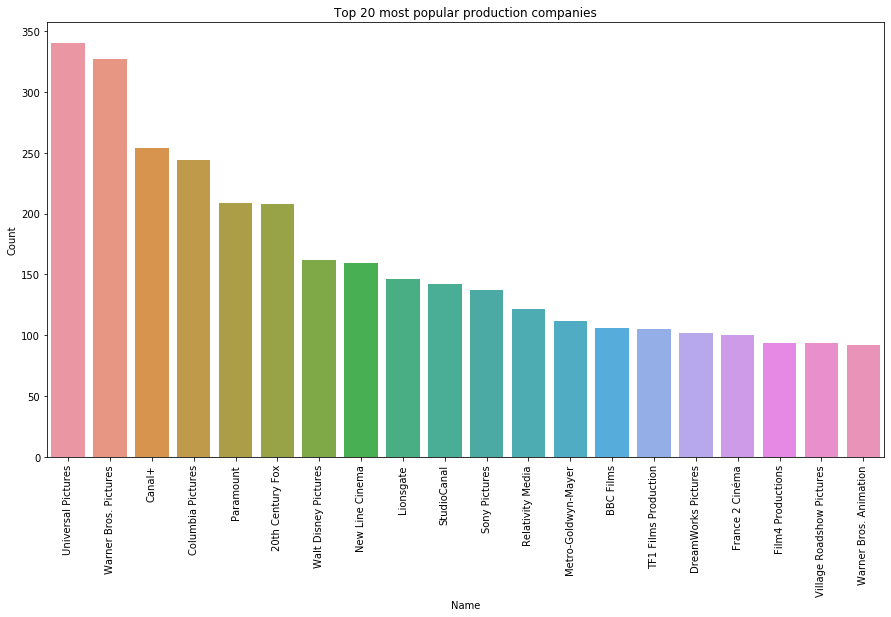 Top 20 most popular production companies
Count
350
300
250
200
150
100
50
0
Universal Pictures
Warner Bros. Pictures
Canal+
Columbia Pictures
Paramount
20th Century Fox
Walt Disney Pictures
New Line Cinema
Lionsgate
StudioCanal
Sony Pictures
Relativity Media
Metro-Goldwyn-Mayer
BBC Films
TF1 Films Production
DreamWorks Pictures
France 2 Cinéma
Film4 Productions
Village Roadshow Pictures
Warner Bros. Animation
Name